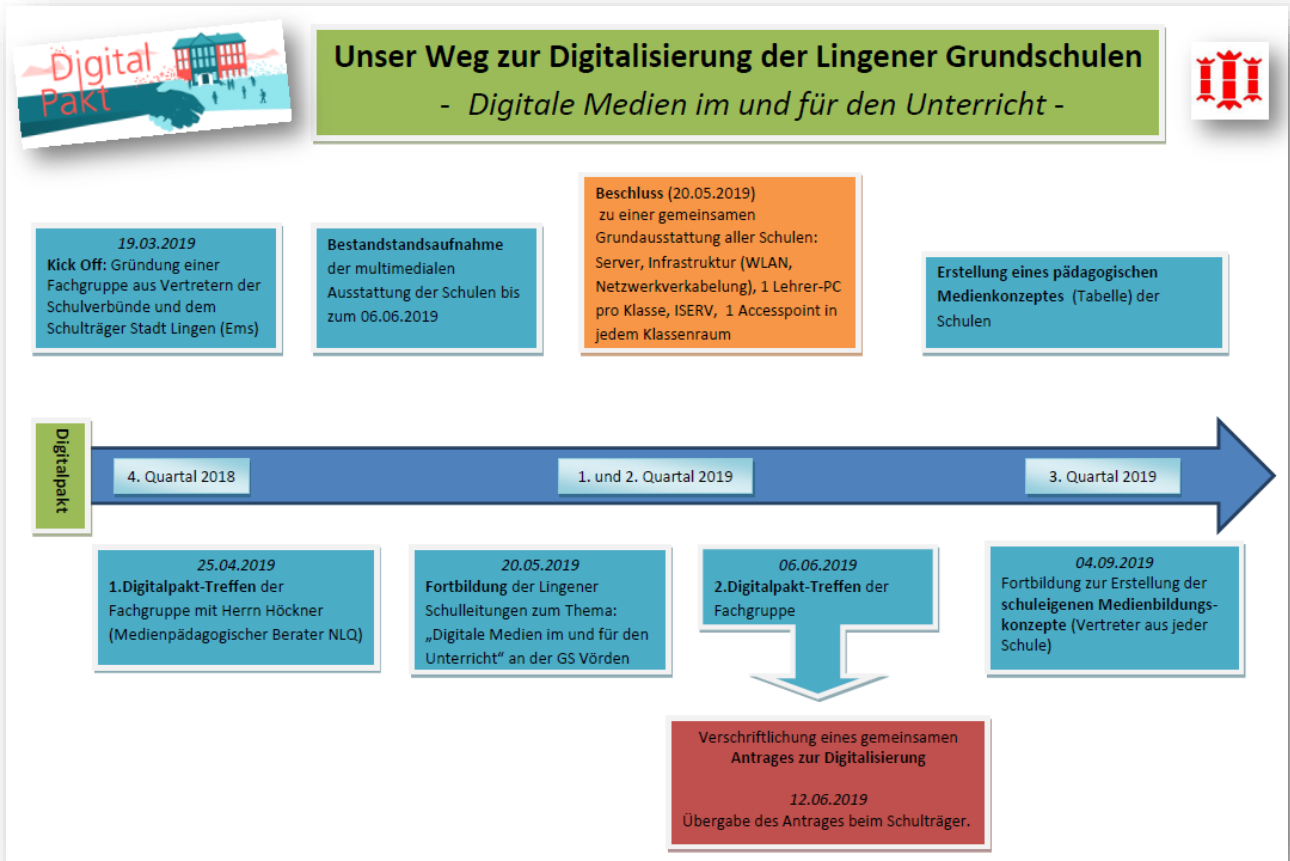 Digital
Pakt
Unser Weg zur Digitalisierung der Lingener Grundschulen
- Digitale Medien im und für den Unterricht -
19.03.2019
Kick Off: Gründung einer
Fachgruppe aus Vertretern der
Schulverbünde und dem
Schulträger Stadt Lingen (Ems)
Bestandstandsaufnahme
der multimedialen
Ausstattung der Schulen bis
zum 06.06.2019
Beschluss (20.05.2019)
zu einer gemeinsamen
Grundausstattung aller Schulen:
Server, Infrastruktur (WLAN,
Netzwerkverkabelung), 1 Lehrer-PC
pro Klasse, ISERV, 1 Accesspoint in
jedem Klassenraum
Erstellung eines pädagogischen
Medienkonzeptes (Tabelle) der
Schulen
Digitalpakt
4. Quartal 2018
1. und 2. Quartal 2019
3. Quartal 2019
25.04.2019
1.Digitalpakt-Treffen der
Fachgruppe mit Herrn Höckner
(Medienpädagogischer Berater NLQ)
20.05.2019
Fortbildung der Lingener
Schulleitungen zum Thema:
„Digitale Medien im und für den
Unterricht“ an der GS Vörden
06.06.2019
2.Digitalpakt-Treffen der
Fachgruppe
04.09.2019
Fortbildung zur Erstellung der
schuleigenen Medienbildungs-
konzepte (Vertreter aus jeder
Schule)
Verschriftlichung eines gemeinsamen
Antrages zur Digitalisierung
12.06.2019
Übergabe des Antrages beim Schulträger.